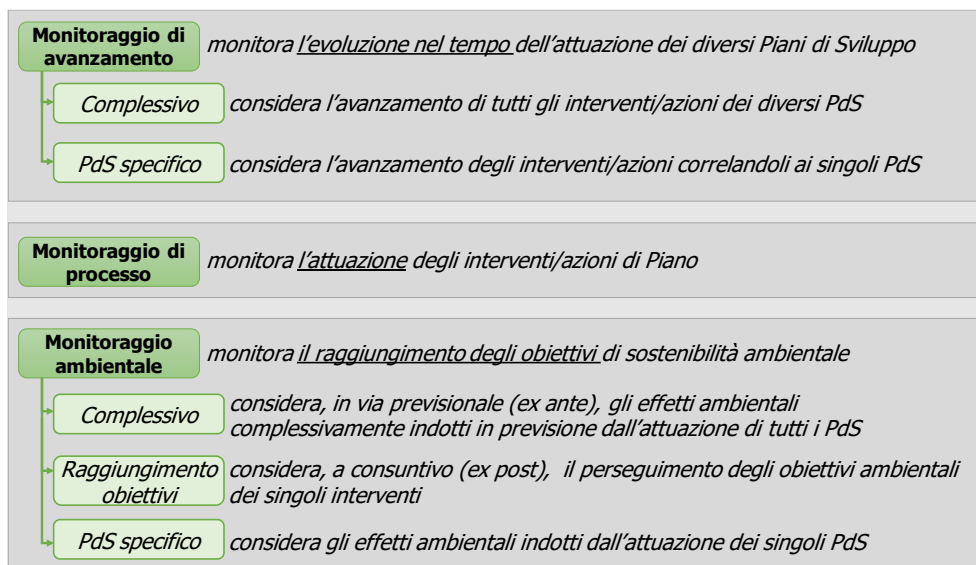 Monitoraggio di
avanzamento
monitora l'evoluzione nel tempo dell'attuazione dei diversi Piani di Sviluppo
Complessivo
considera l'avanzamento di tutti gli interventi/azioni dei diversi PdS
PdS specifico
considera l'avanzamento degli interventi/azioni correlandoli ai singoli PdS
Monitoraggio di
processo
monitora l'attuazione degli interventi/azioni di Piano
Monitoraggio
ambientale
monitora il raggiungimento degli obiettivi di sostenibilità ambientale
Complessivo
considera, in via previsionale (ex ante), gli effetti ambientali
complessivamente indotti in previsione dall'attuazione di tutti i PdS
Raggiungimento
obiettivi
considera, a consuntivo (ex post), il perseguimento degli obiettivi ambientali
dei singoli interventi
PdS specifico
considera gli effetti ambientali indotti dall'attuazione dei singoli PdS